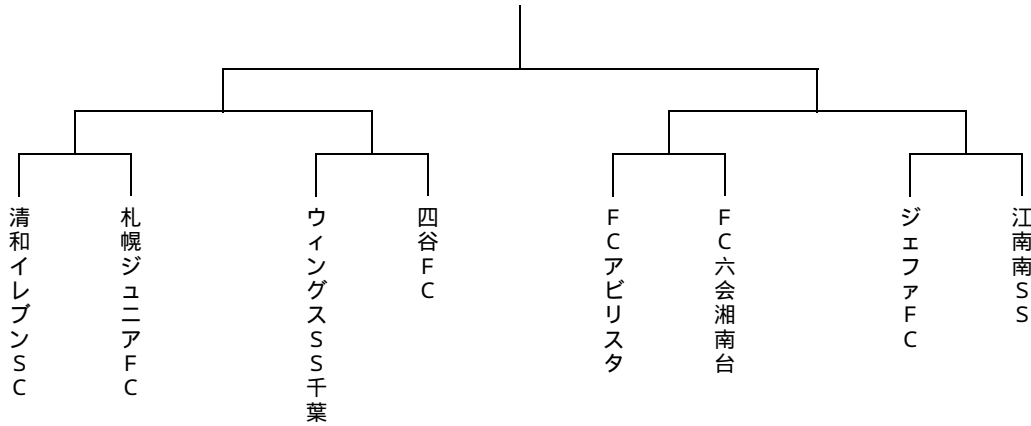 清和イレブンSC
札幌ジュニアFC
ウィングスSS千葉
四谷FC
FCアビリスタ
FC六会湘南台
ジェファFC
江南南SS